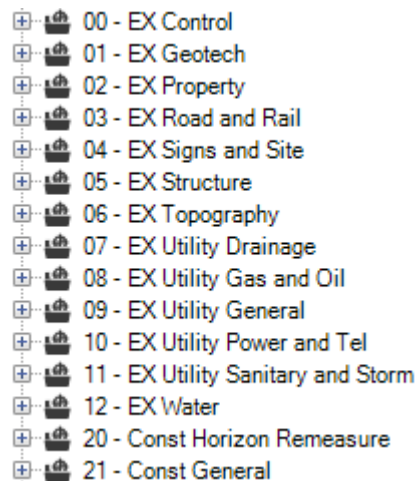 00 - EX Control
01 - EX Geotech
02 - EX Property
03 - EX Road and Rail
04 - EX Signs and Site
05 - EX Structure
06 - EX Topography
07 - EX Utility Drainage
08 - EX Utility Gas and Oil
09 - EX Utility General
10 - EX Utility Power and Tel
11 - EX Utility Sanitary and Storm
12 - EX Water
20 - Const Horizon Remeasure
21 - Const General